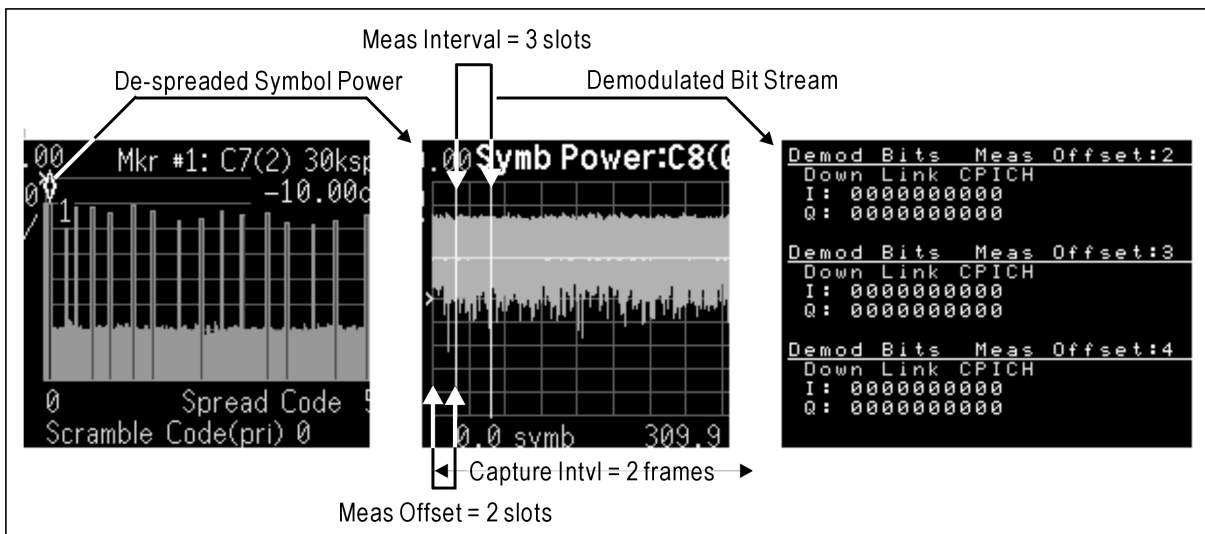 Meas Interval = 3 slots
De-spreaded Symbol Power
Demodulated Bit Stream
.00 Mkr #1: C7(2) 30ksp
-10.00
1
0 Spread Code
Scramble Code(pri) 0
.00 Symb Power:C8(
0.0 symb 309.9
Demod Bits Meas Offset:2
Down Link CPICH
I: 0000000000
Q: 0000000000
Demod Bits Meas Offset:3
Down Link CPICH
I: 0000000000
Q: 0000000000
Demod Bits Meas Offset:4
Down Link CPICH
I: 0000000000
Q: 0000000000
Capture Intvl = 2 frames
Meas Offset = 2 slots